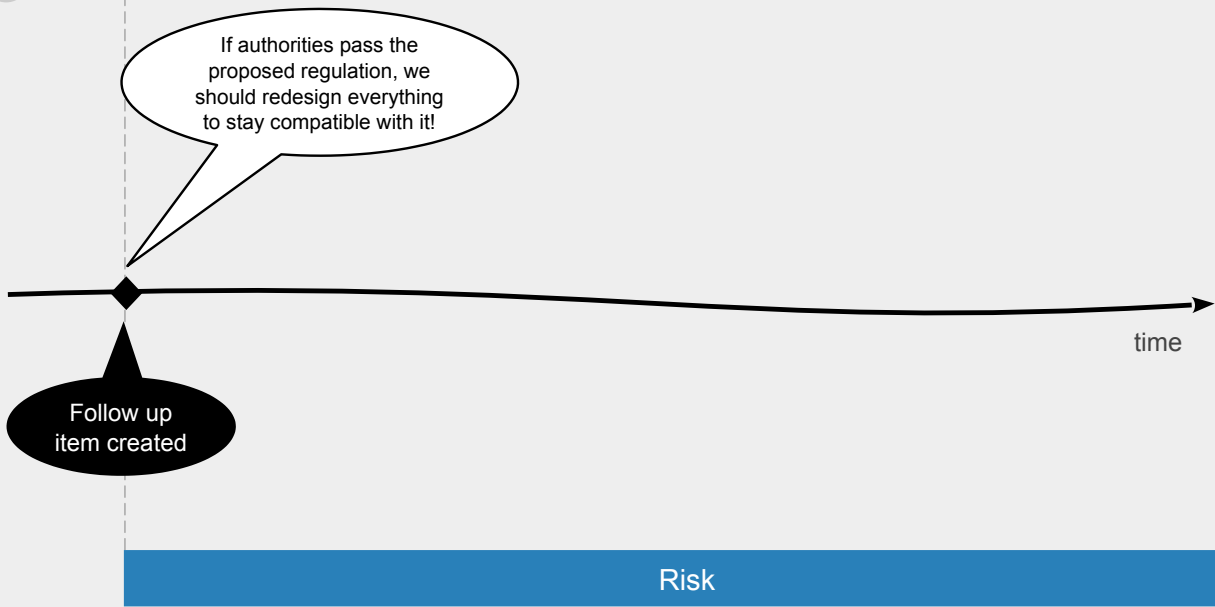 If authorities pass the
proposed regulation, we
should redesign everything
to stay compatible with it!
time
Follow up
item created
Risk